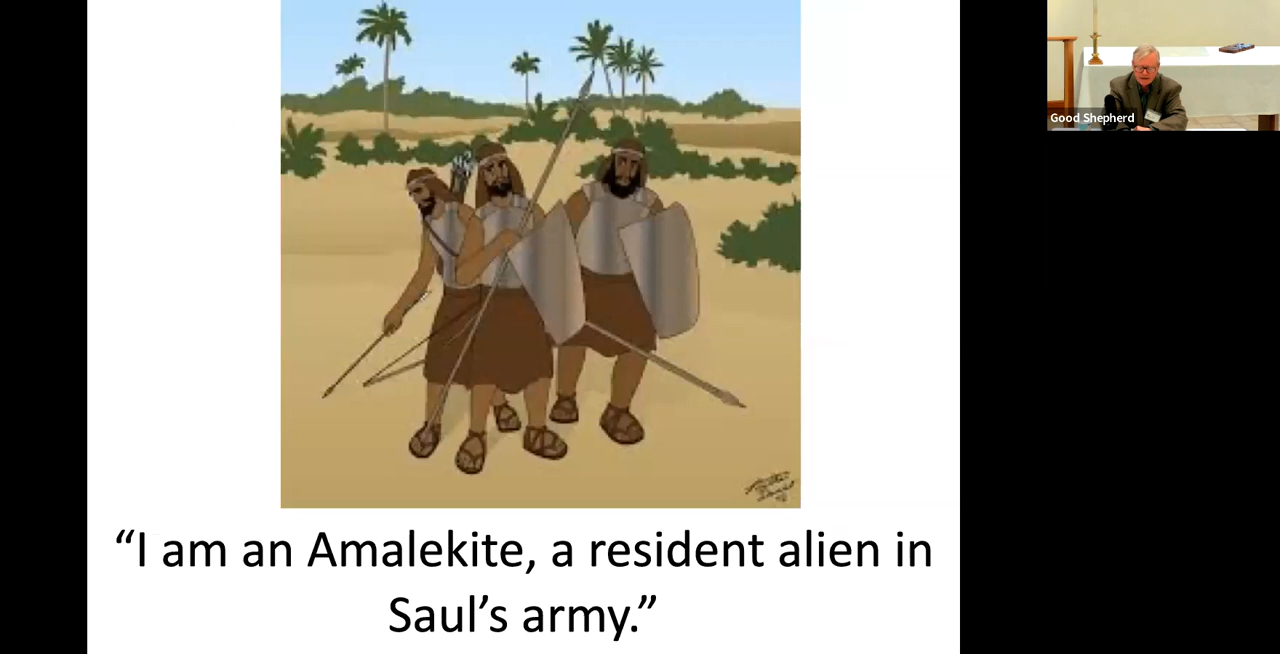 Good Shepherd
“I am an Amalekite, a resident alien in
Saul’s army.”